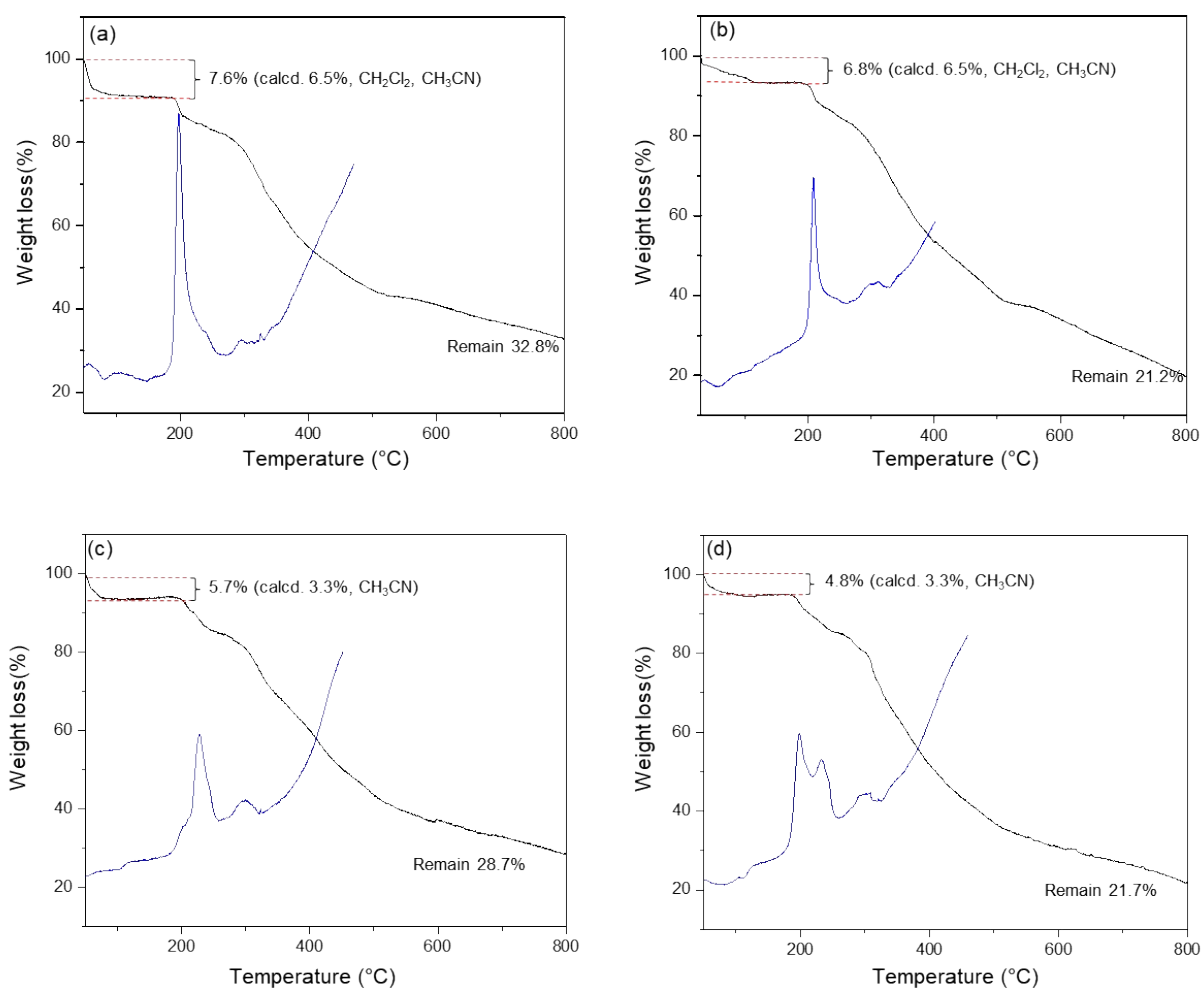 (a)
100
80
60
40
20
7.6% (calcd. 6.5%, CH₂Cl₂, CH₃CN)
Remain 32.8%
200
400
600
800
Weight loss(%)
Temperature (°C)
(b)
100
80
60
40
20
6.8% (calcd. 6.5%, CH₂Cl₂, CH₃CN)
Remain 21.2%
200
400
600
800
Weight loss(%)
Temperature (°C)
(c)
100
80
60
40
20
5.7% (calcd. 3.3%, CH₃CN)
Remain 28.7%
200
400
600
800
Weight loss(%)
Temperature (°C)
(d)
100
80
60
40
20
4.8% (calcd. 3.3%, CH₃CN)
Remain 21.7%
200
400
600
800
Weight loss(%)
Temperature (°C)